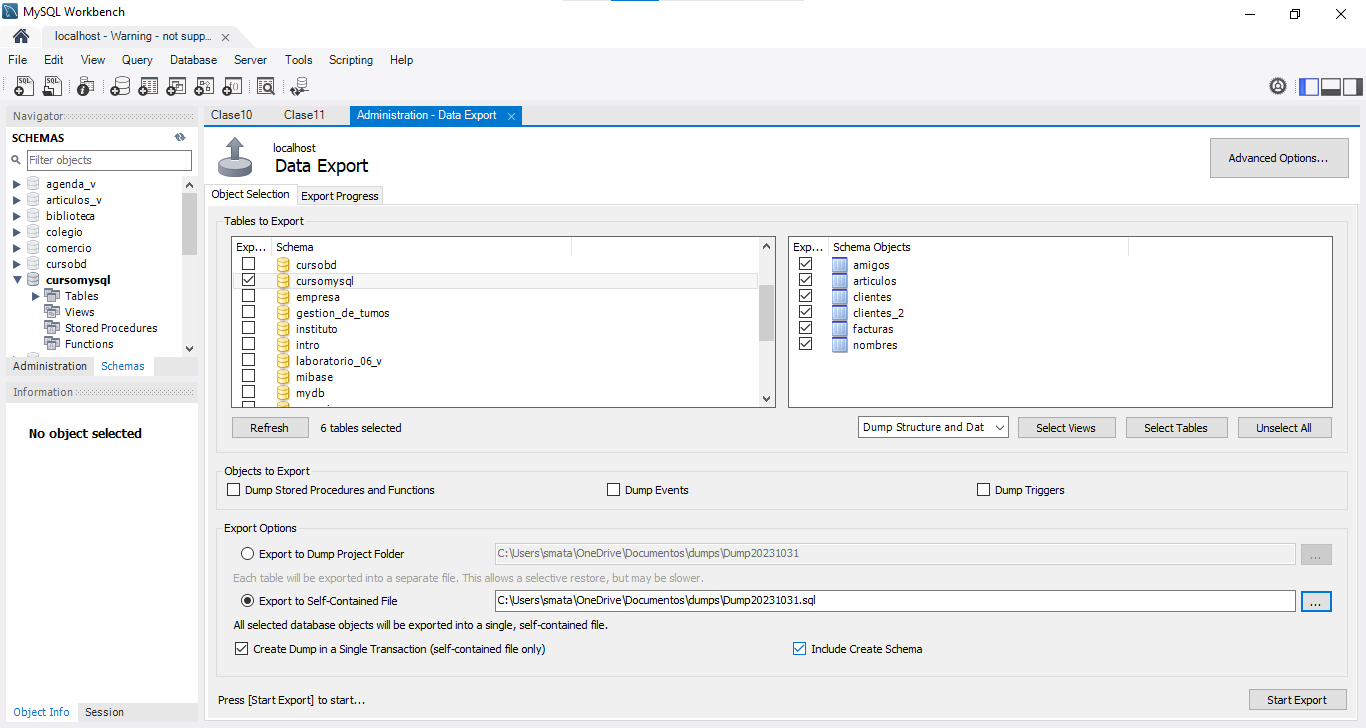 MySQL Workbench
localhost - Warning - not supp...
File Edit View Query Database Server Tools Scripting Help
Navigator
SCHEMAS
Filter objects
agenda_v
articulos_v
biblioteca
colegio
comercio
cursobd
cursomysql
Tables
Views
Stored Procedures
Functions
Administration Schemas
Information
No object selected
Object Info Session
Clase10 Clase11 Administration - Data Export
localhost
Data Export
Advanced Options...
Object Selection Export Progress
Tables to Export
Exp... Schema
cursobd
cursomysql
empresa
gestion_de_turnos
instituto
intro
laboratorio_06_v
mibase
mydb
Exp... Schema Objects
amigos
articulos
clientes
clientes_2
facturas
nombres
Refresh 6 tables selected Dump Structure and Dat Select Views Select Tables Unselect All
Objects to Export
Dump Stored Procedures and Functions Dump Events Dump Triggers
Export Options
Export to Dump Project Folder C:\Users\smata\OneDrive\Documentos\dumps\Dump20231031 ...
Each table will be exported into a separate file. This allows a selective restore, but may be slower.
Export to Self-Contained File C:\Users\smata\OneDrive\Documentos\dumps\Dump20231031.sql ...
All selected database objects will be exported into a single, self-contained file.
Create Dump in a Single Transaction (self-contained file only) Include Create Schema
Press [Start Export] to start... Start Export